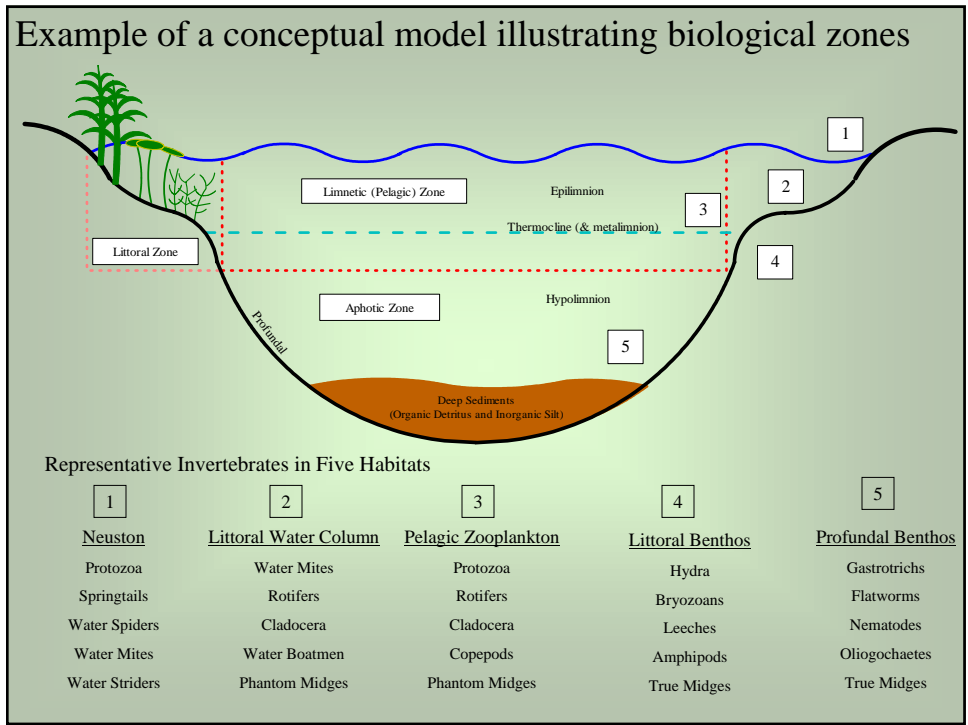 Example of a conceptual model illustrating biological zones
1
2
Limnetic (Pelagic) Zone
Epilimnion
3
Thermocline (& metalimnion)
Littoral Zone
4
Aphotic Zone
Hypolimnion
Profundal
5
Deep Sediments
(Organic Detritus and Inorganic Silt)
Representative Invertebrates in Five Habitats
1
Neuston
Protozoa
Springtails
Water Spiders
Water Mites
Water Striders
2
Littoral Water Column
Water Mites
Rotifers
Cladocera
Water Boatmen
Phantom Midges
3
Pelagic Zooplankton
Protozoa
Rotifers
Cladocera
Copepods
Phantom Midges
4
Littoral Benthos
Hydra
Bryozoans
Leeches
Amphipods
True Midges
5
Profundal Benthos
Gastrotrichs
Flatworms
Nematodes
Oliogochaetes
True Midges